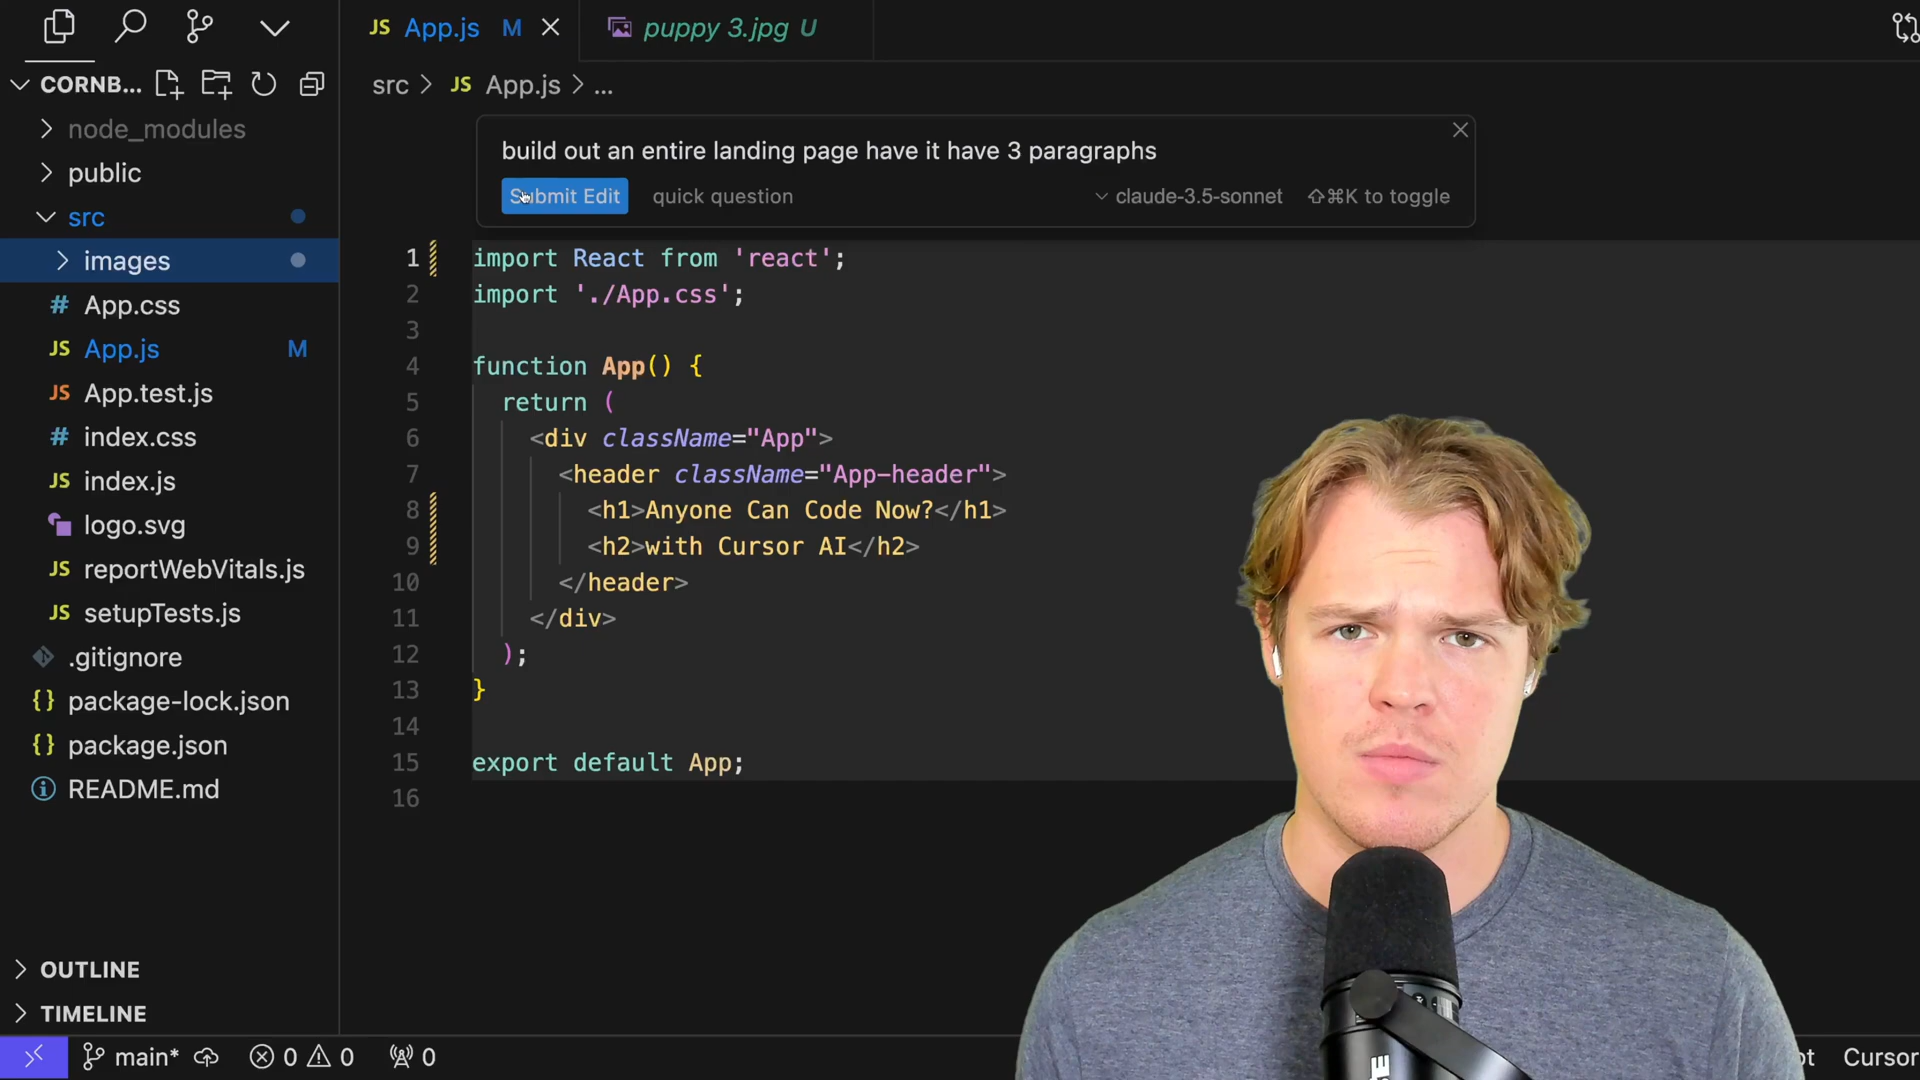 JS App.js M
puppy 3.jpg U
CORNB...
src > JS App.js > ...
node_modules
public
src
images
# App.css
JS App.js M
JS App.test.js
# index.css
JS index.js
logo.svg
JS reportWebVitals.js
JS setupTests.js
.gitignore
{} package-lock.json
{} package.json
README.md
OUTLINE
TIMELINE
build out an entire landing page have it have 3 paragraphs
Submit Edit quick question claude-3.5-sonnet ⇧⌘K to toggle
1 import React from 'react';
2 import './App.css';
3
4 function App() {
5 return (
6 <div className="App">
7 <header className="App-header">
8 <h1>Anyone Can Code Now?</h1>
9 <h2>with Cursor AI</h2>
10 </header>
11 </div>
12 );
13 }
14
15 export default App;
16
main* 0 0 0 Cursor